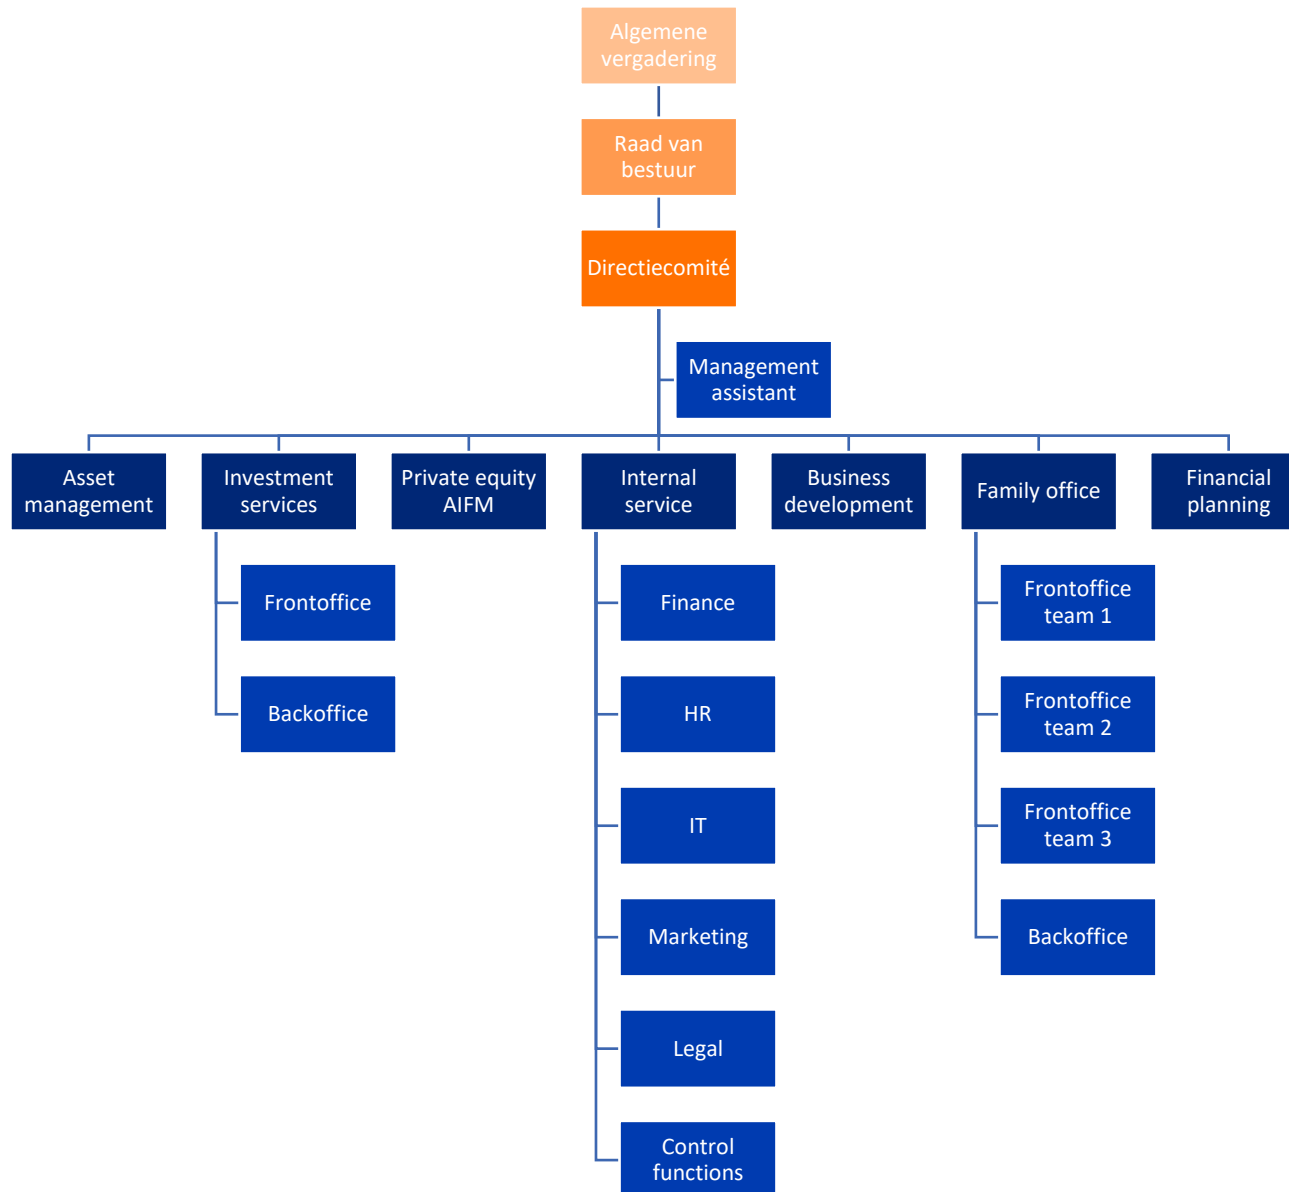 Algemene
vergadering
Raad van
bestuur
Directiecomité
Management
assistant
Asset
management
Investment
services
Private equity
AIFM
Internal
service
Business
development
Family office
Financial
planning
Frontoffice
Backoffice
Finance
HR
IT
Marketing
Legal
Control
functions
Frontoffice
team 1
Frontoffice
team 2
Frontoffice
team 3
Backoffice